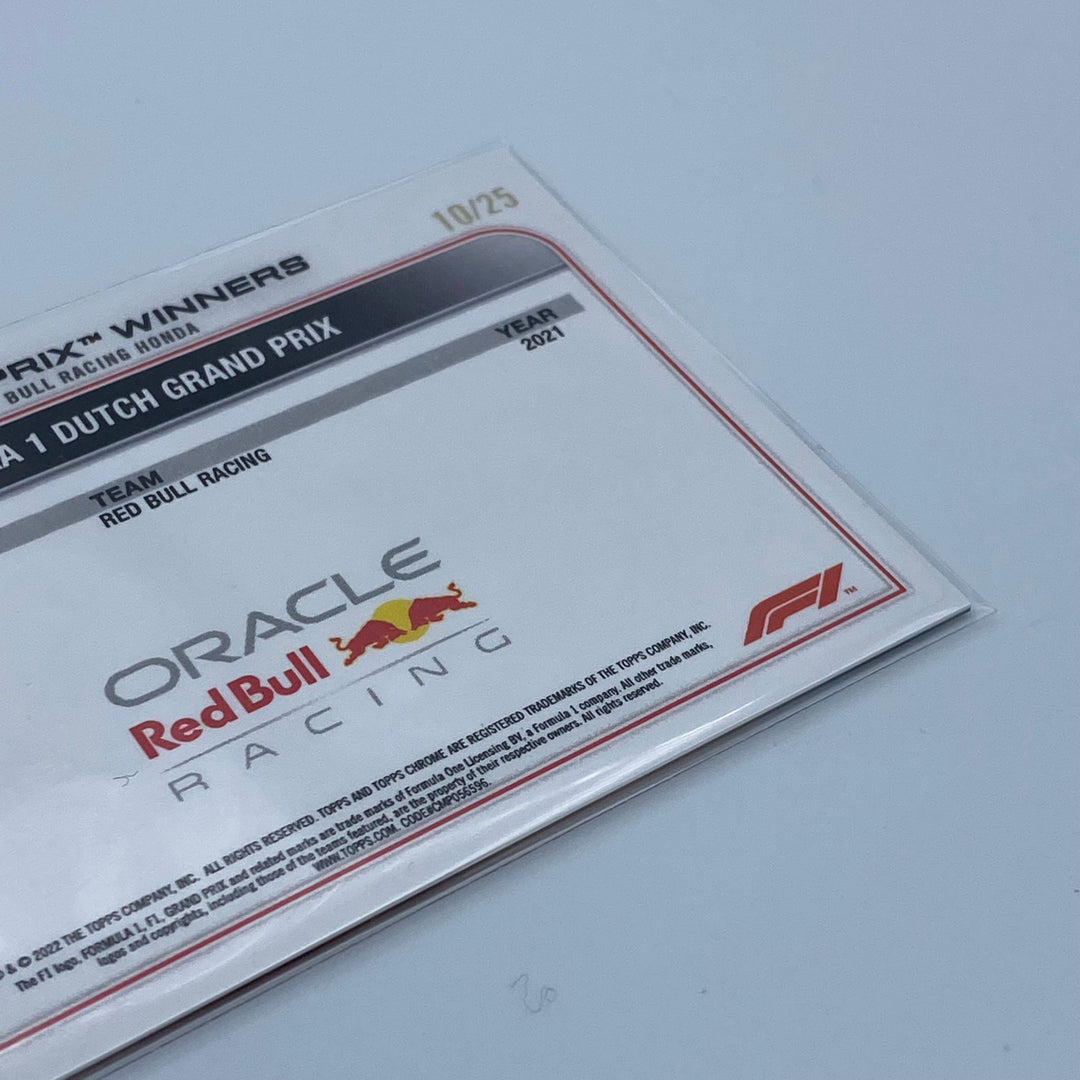 10/25
PRIX™ WINNERS
BULL RACING HONDA
A 1 DUTCH GRAND PRIX
YEAR
2021
TEAM
RED BULL RACING
ORACLE
Red Bull
RACING
F1™
& © 2022 THE TOPPS COMPANY, INC. ALL RIGHTS RESERVED. TOPPS AND TOPPS CHROME ARE REGISTERED TRADEMARKS OF THE TOPPS COMPANY, INC.
The F1 logo, FORMULA 1, F1, GRAND PRIX and related marks are trade marks of Formula One Licensing BV, a Formula 1 company. All other trade marks,
logos and copyrights, including those of the teams featured, are the property of their respective owners. All rights reserved.
WWW.TOPPS.COM. CODE#CMP056596.